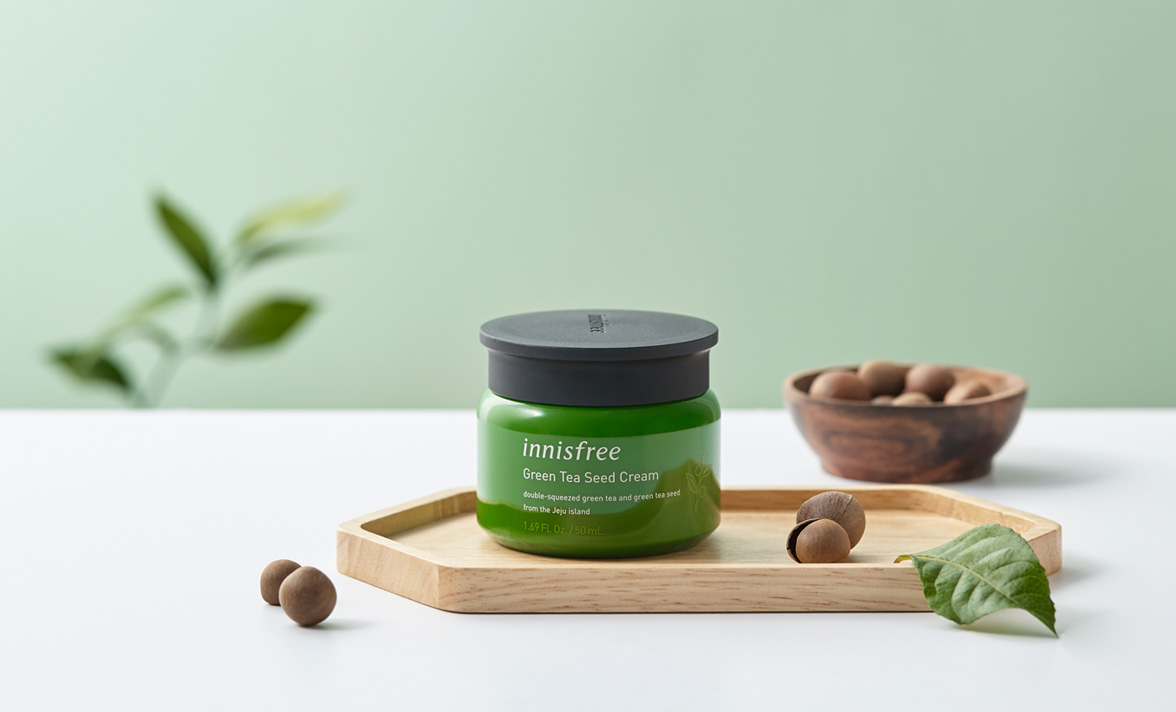 innisfree
innisfree
Green Tea Seed Cream
double-squeezed green tea and green tea seed
from the Jeju island
1.69 FL.Oz. / 50 mL